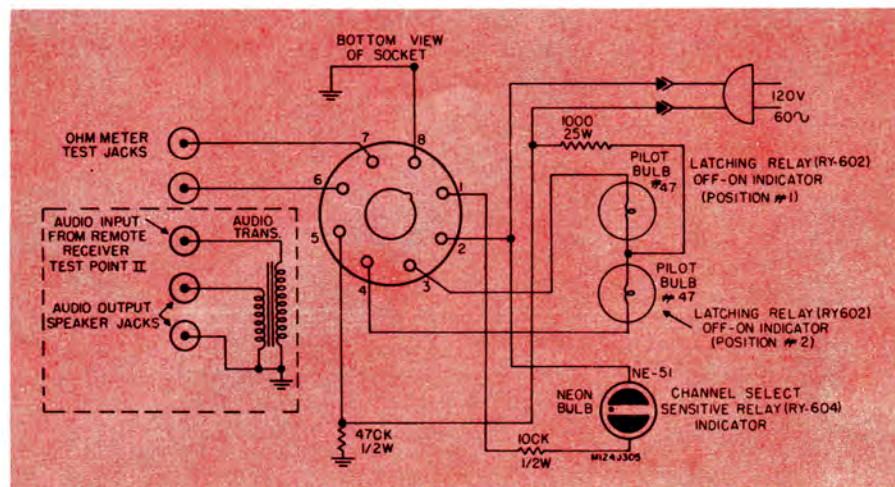 BOTTOM VIEW
OF SOCKET
120V
60~
OHM METER
TEST JACKS
7
8
1000
25W
PILOT
BULB
#47
LATCHING RELAY (RY-602)
OFF-ON INDICATOR
(POSITION #1)
6
1
AUDIO INPUT
FROM REMOTE
RECEIVER
TEST POINT II
AUDIO
TRANS.
5
2
4
3
PILOT
BULB
#47
AUDIO OUTPUT
SPEAKER JACKS
LATCHING RELAY (RY602)
OFF-ON INDICATOR
(POSITION #2)
NE-51
NEON
BULB
CHANNEL SELECT
SENSITIVE RELAY (RY-604)
INDICATOR
470K
1/2W
100K
1/2W
M124J305